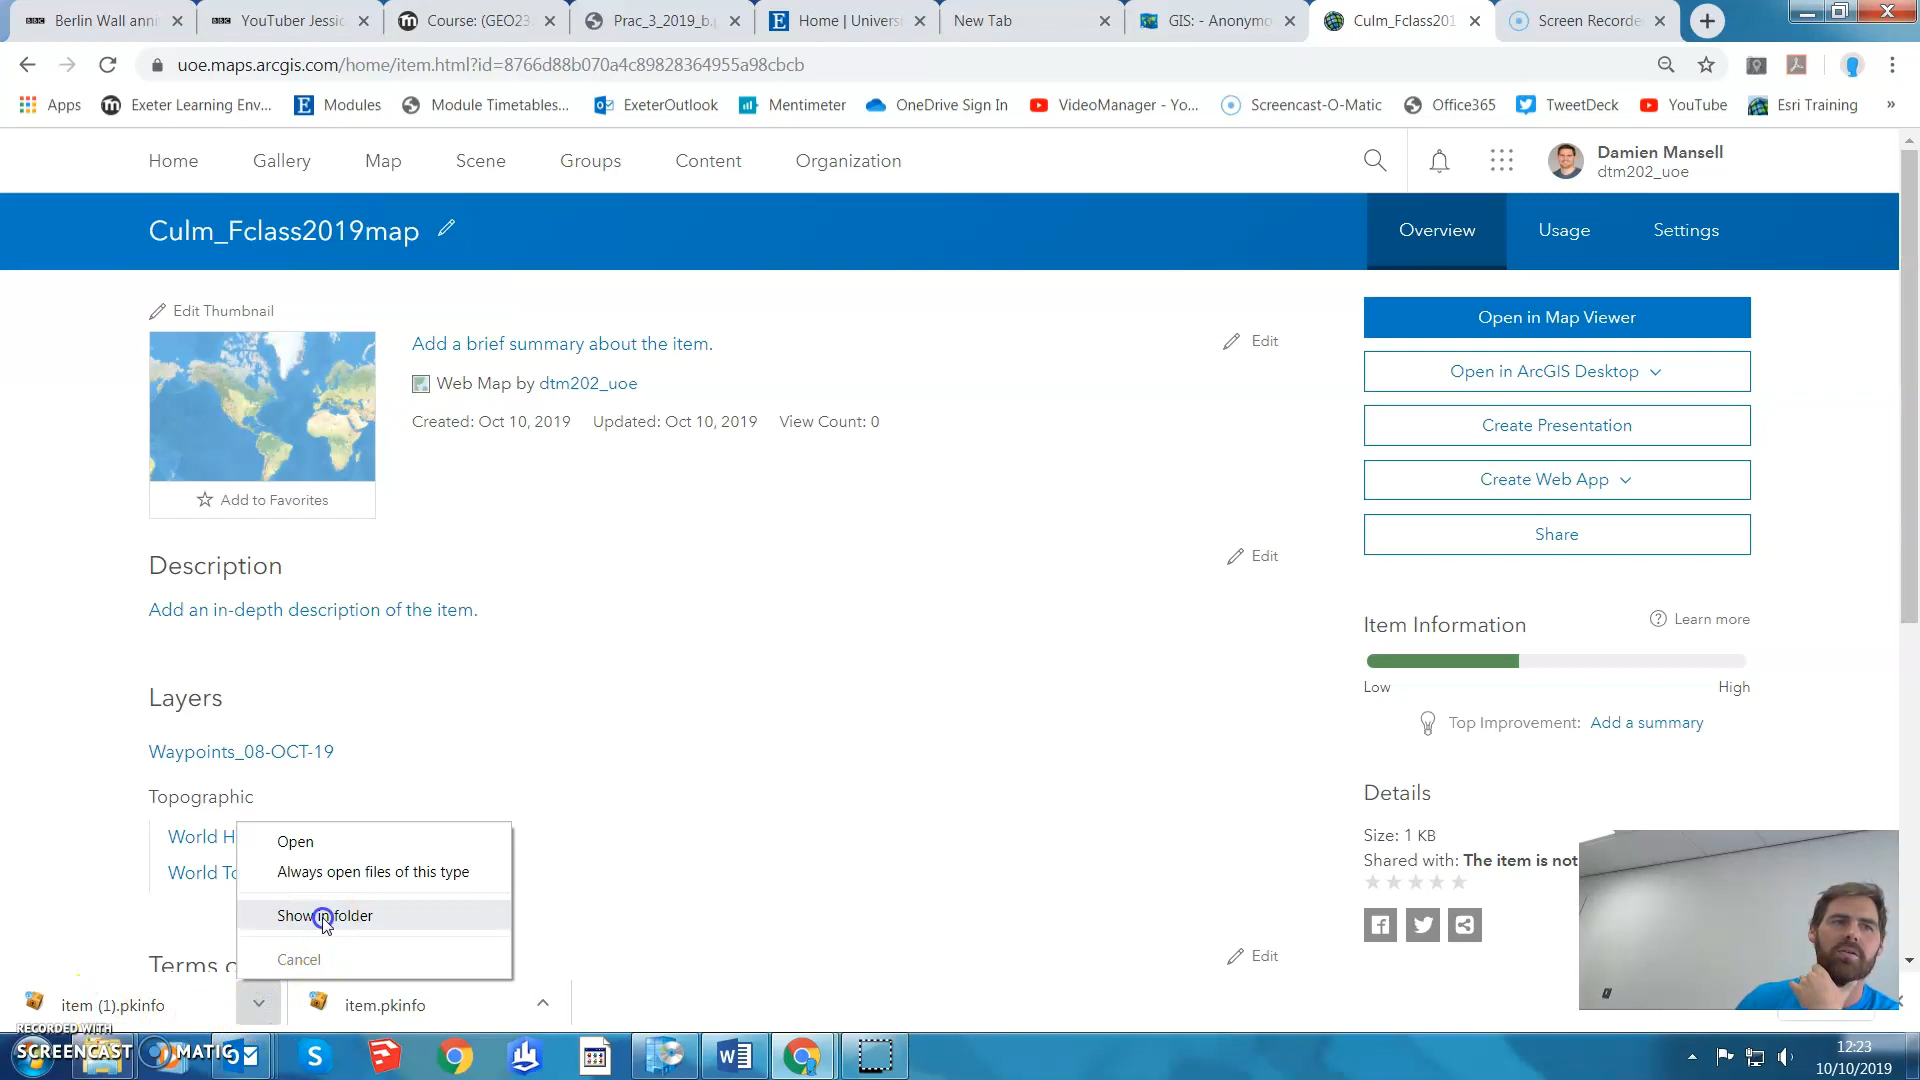 Berlin Wall anni
YouTuber Jessic
Course: (GEO23
Prac_3_2019_b.
Home | Univers
New Tab
GIS: - Anonymo
Culm_Fclass201
Screen Recorde
uoe.maps.arcgis.com/home/item.html?id=8766d88b070a4c89828364955a98cbcb
Apps
Exeter Learning Env...
Modules
Module Timetables...
ExeterOutlook
Mentimeter
OneDrive Sign In
VideoManager - Yo...
Screencast-O-Matic
Office365
TweetDeck
YouTube
Esri Training
»
Home
Gallery
Map
Scene
Groups
Content
Organization
Damien Mansell
dtm202_uoe
Culm_Fclass2019map
Overview
Usage
Settings
Edit Thumbnail
Add a brief summary about the item.
Edit
Web Map by dtm202_uoe
Created: Oct 10, 2019 Updated: Oct 10, 2019 View Count: 0
Add to Favorites
Open in Map Viewer
Open in ArcGIS Desktop
Create Presentation
Create Web App
Share
Description
Edit
Add an in-depth description of the item.
Item Information
Learn more
Low
High
Top Improvement: Add a summary
Layers
Waypoints_08-OCT-19
Topographic
World H
World To
Open
Always open files of this type
Show in folder
Cancel
Details
Size: 1 KB
Shared with: The item is not
Terms o
Edit
item (1).pkinfo
item.pkinfo
RECORDED WITH
SCREENCAST MATIC
12:23
10/10/2019